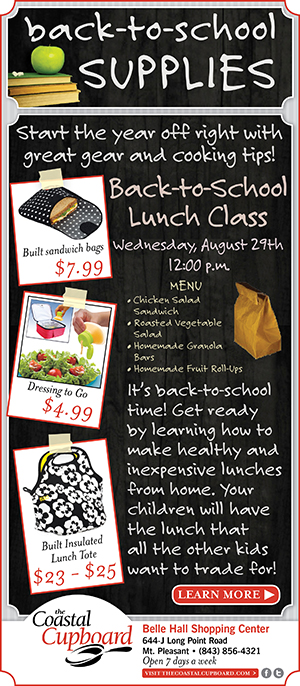 back-to-school
SUPPLIES
Start the year off right with
great gear and cooking tips!
Built sandwich bags
$7.99
Dressing to Go
$4.99
Built Insulated
Lunch Tote
$23 - $25
Back-to-School
Lunch Class
Wednesday, August 29th
12:00 p.m.
MENU
• Chicken Salad
Sandwich
• Roasted Vegetable
Salad
• Homemade Granola
Bars
• Homemade Fruit Roll-Ups
It's back-to-school
time! Get ready
by learning how to
make healthy and
inexpensive lunches
from home. Your
children will have
the lunch that
all the other kids
want to trade for!
LEARN MORE
the
Coastal
Cupboard
Belle Hall Shopping Center
644-J Long Point Road
Mt. Pleasant • (843) 856-4321
Open 7 days a week
VISIT THECOASTALCUPBOARD.COM >
f t